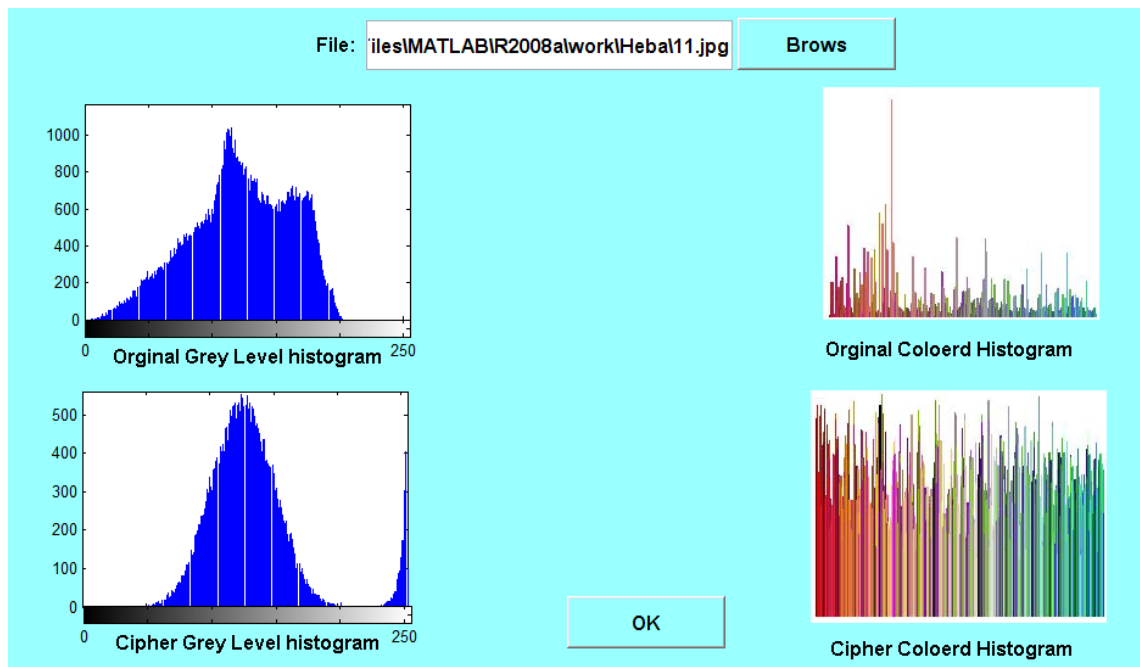 File: iles\MATLAB\R2008a\work\Heba\11.jpg Brows
1000
800
600
400
200
0
0 250
Orginal Grey Level histogram
Orginal Coloerd Histogram
500
400
300
200
100
0
0 250
Cipher Grey Level histogram
OK
Cipher Coloerd Histogram